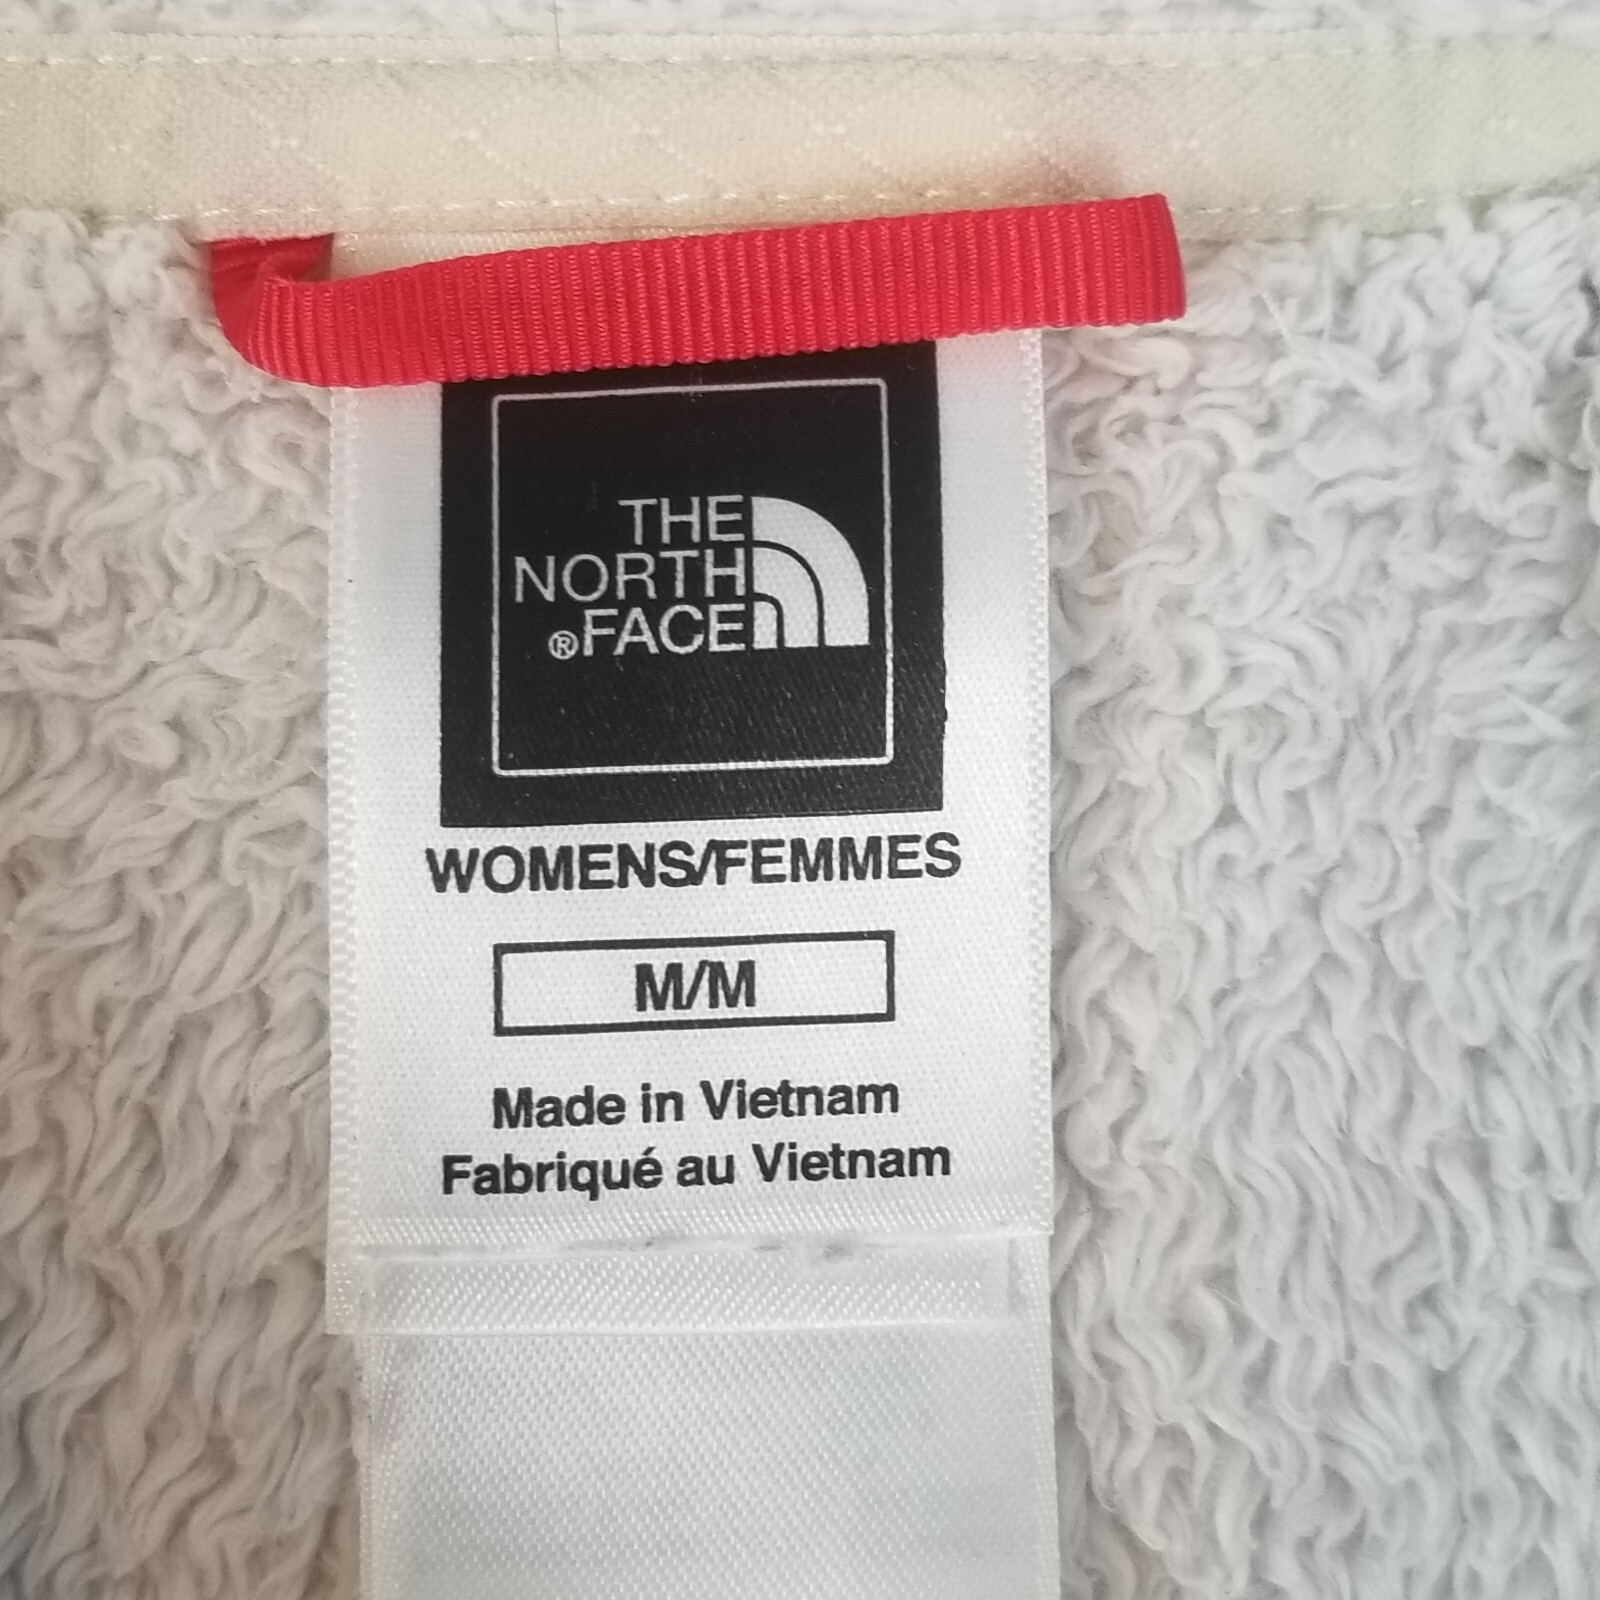 THE
NORTH
®FACE
WOMENS/FEMMES
M/M
Made in Vietnam
Fabriqué au Vietnam